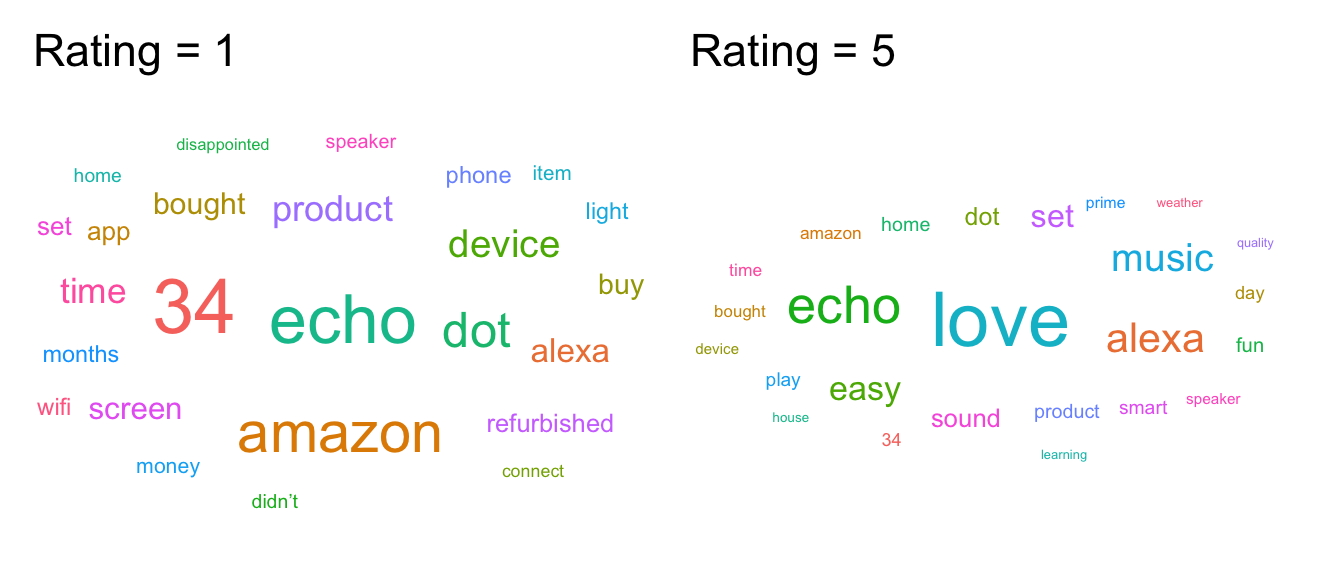 Rating = 1
disappointed speaker
home phone item
bought product light
set app device
time 34 echo dot buy
months alexa
wifi screen amazon refurbished
money connect
didn’t
Rating = 5
prime weather
amazon home dot set
time music quality
bought echo love day
device alexa fun
play easy
house sound product smart speaker
34 learning